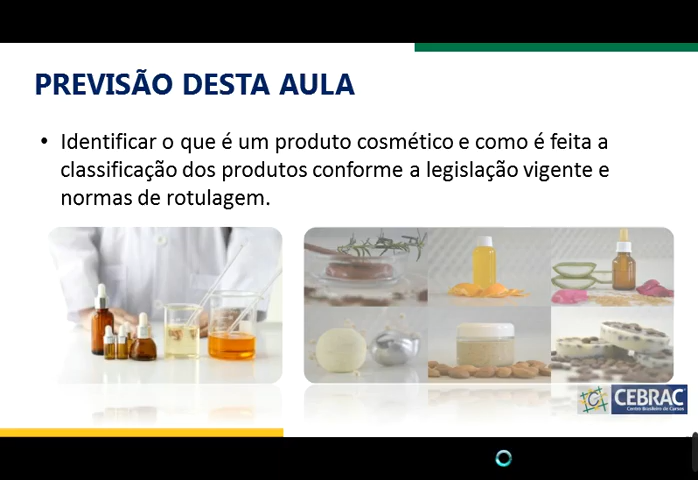 PREVISÃO DESTA AULA
• Identificar o que é um produto cosmético e como é feita a
classificação dos produtos conforme a legislação vigente e
normas de rotulagem.
CEBRAC
Centro Brasileiro de Cursos